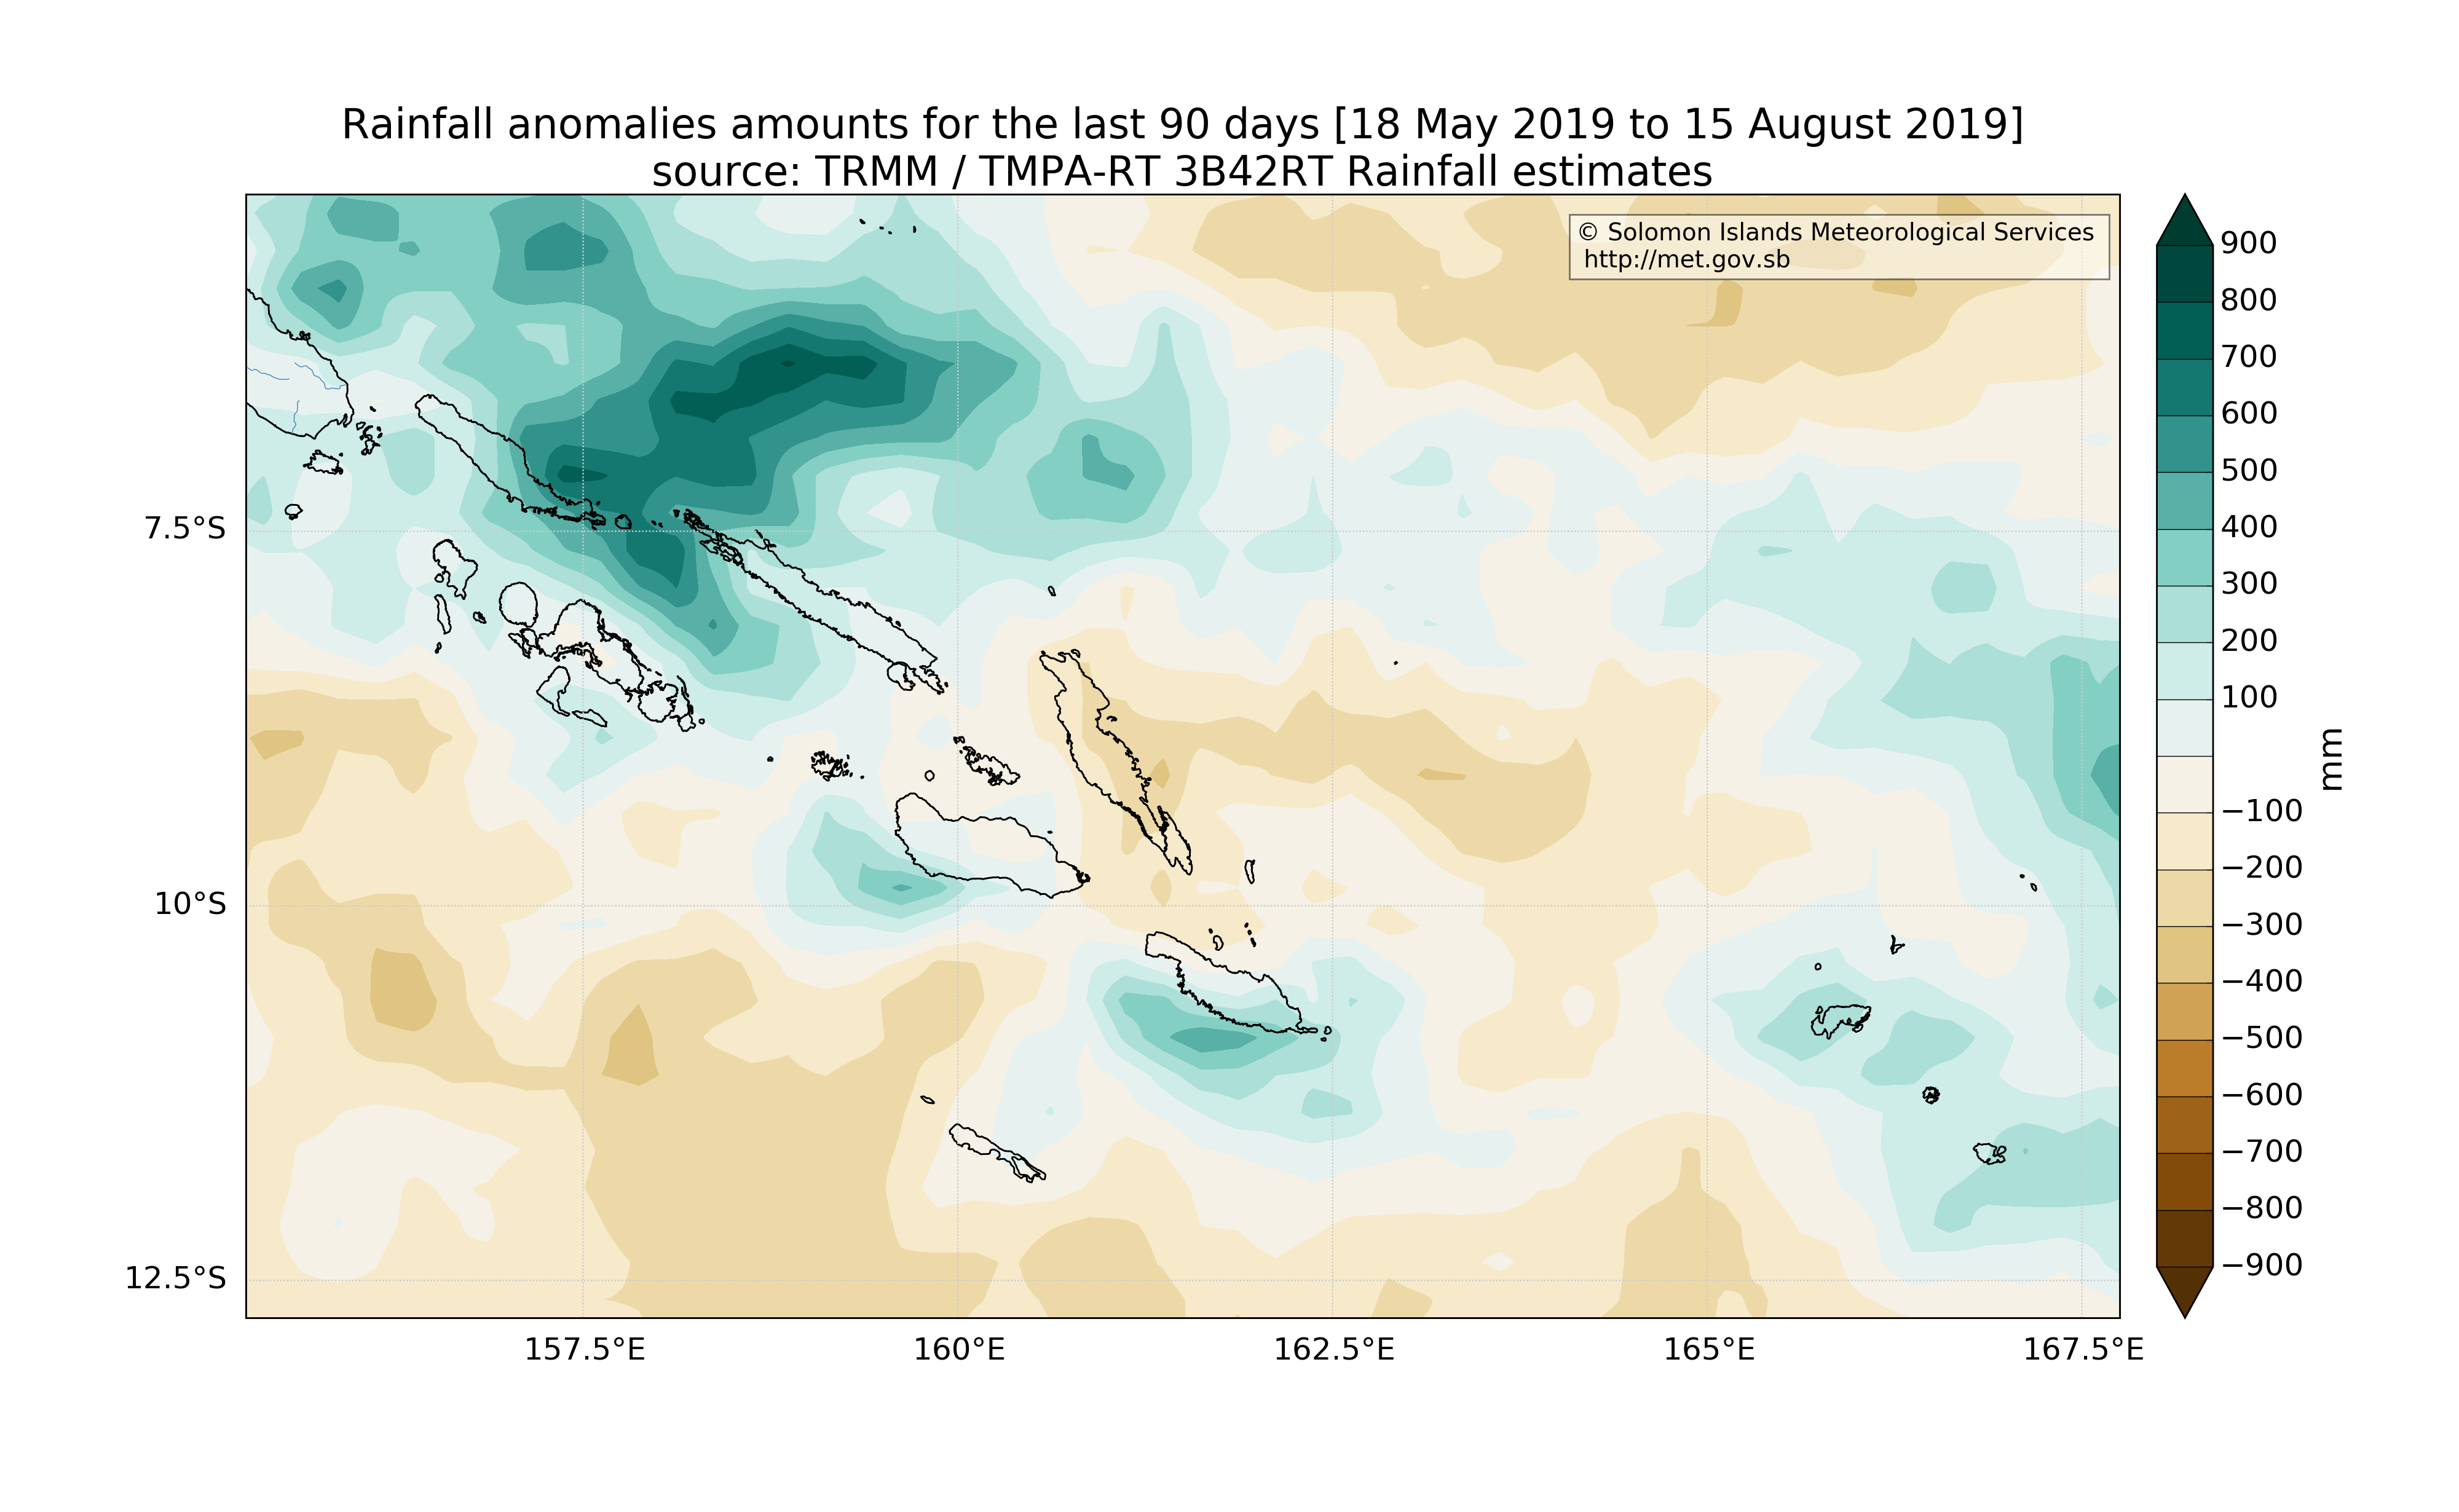 Rainfall anomalies amounts for the last 90 days [18 May 2019 to 15 August 2019]
source: TRMM / TMPA-RT 3B42RT Rainfall estimates
© Solomon Islands Meteorological Services
http://met.gov.sb
7.5°S
10°S
12.5°S
157.5°E
160°E
162.5°E
165°E
167.5°E
900
800
700
600
500
400
300
200
100
−100
−200
−300
−400
−500
−600
−700
−800
−900
mm